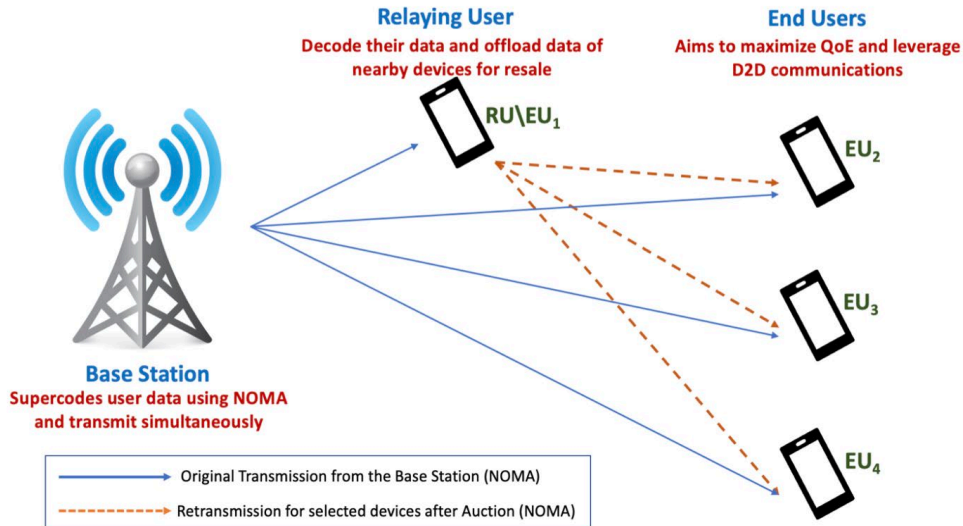 Relaying User
Decode their data and offload data of
nearby devices for resale
End Users
Aims to maximize QoE and leverage
D2D communications
RU\EU₁
EU₂
EU₃
EU₄
Base Station
Supercodes user data using NOMA
and transmit simultaneously
Original Transmission from the Base Station (NOMA)
Retransmission for selected devices after Auction (NOMA)